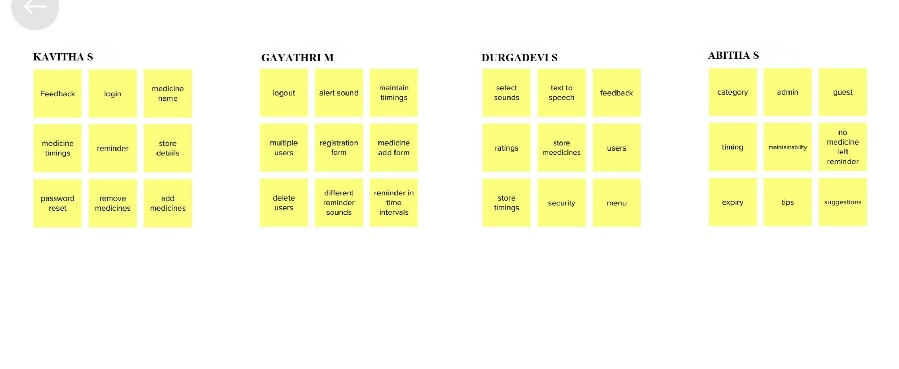 KAVITHA S
Feedback
login
medicine
name
medicine
timings
reminder
store
details
password
reset
remove
medicines
add
medicines
GAYATHRI M
logout
alert sound
maintain
tiimings
multiple
users
registration
form
medicine
add form
delete
users
different
reminder
sounds
reminder in
time
intervals
DURGADEVI S
select
sounds
text to
speech
feedback
ratings
store
meedicines
users
store
timings
security
menu
ABITHA S
category
admin
guest
timing
maintainability
no
medicine
left
reminder
expiry
tips
suggestions